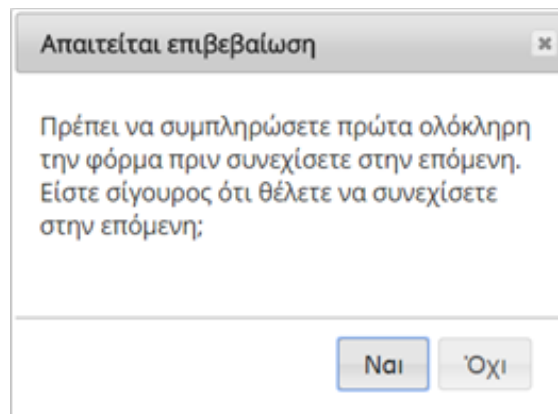 Απαιτείται επιβεβαίωση
Πρέπει να συμπληρώσετε πρώτα ολόκληρη
την φόρμα πριν συνεχίσετε στην επόμενη.
Είστε σίγουρος ότι θέλετε να συνεχίσετε
στην επόμενη;
Ναι Όχι